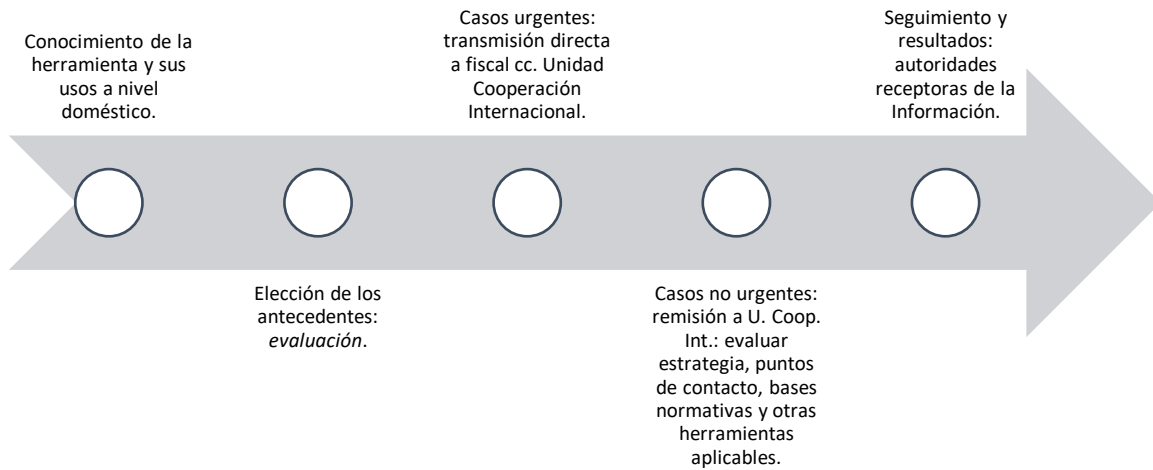 Conocimiento de la
herramienta y sus
usos a nivel
doméstico.
Elección de los
antecedentes:
evaluación.
Casos urgentes:
transmisión directa
a fiscal cc. Unidad
Cooperación
Internacional.
Casos no urgentes:
remisión a U. Coop.
Int.: evaluar
estrategia, puntos
de contacto, bases
normativas y otras
herramientas
aplicables.
Seguimiento y
resultados:
autoridades
receptoras de la
Información.